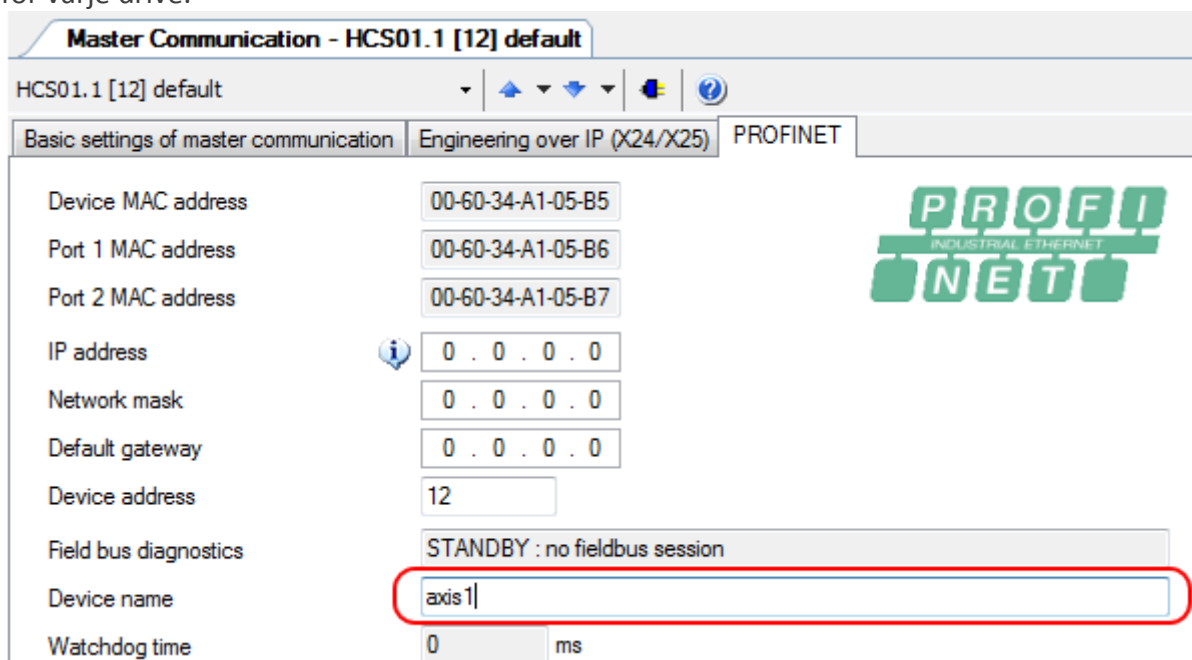 för varje drive.
Master Communication - HCS01.1 [12] default
HCS01.1 [12] default
Basic settings of master communication Engineering over IP (X24/X25) PROFINET
Device MAC address 00-60-34-A1-05-B5
Port 1 MAC address 00-60-34-A1-05-B6
Port 2 MAC address 00-60-34-A1-05-B7
PROFI
INDUSTRIAL ETHERNET
NET
IP address 0 . 0 . 0 . 0
Network mask 0 . 0 . 0 . 0
Default gateway 0 . 0 . 0 . 0
Device address 12
Field bus diagnostics STANDBY : no fieldbus session
Device name axis1
Watchdog time 0 ms